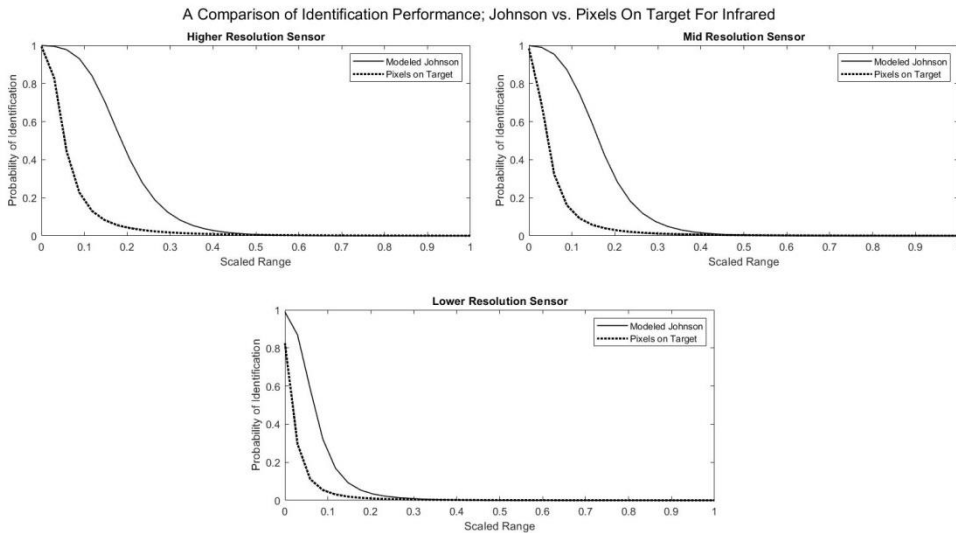 A Comparison of Identification Performance; Johnson vs. Pixels On Target For Infrared
Higher Resolution Sensor
Probability of Identification
1
0.8
0.6
0.4
0.2
0
Modeled Johnson
Pixels on Target
0 0.1 0.2 0.3 0.4 0.5 0.6 0.7 0.8 0.9 1
Scaled Range
Mid Resolution Sensor
Probability of Identification
1
0.8
0.6
0.4
0.2
0
Modeled Johnson
Pixels on Target
0 0.1 0.2 0.3 0.4 0.5 0.6 0.7 0.8 0.9
Scaled Range
Lower Resolution Sensor
Probability of Identification
1
0.8
0.6
0.4
0.2
0
Modeled Johnson
Pixels on Target
0 0.1 0.2 0.3 0.4 0.5 0.6 0.7 0.8 0.9 1
Scaled Range